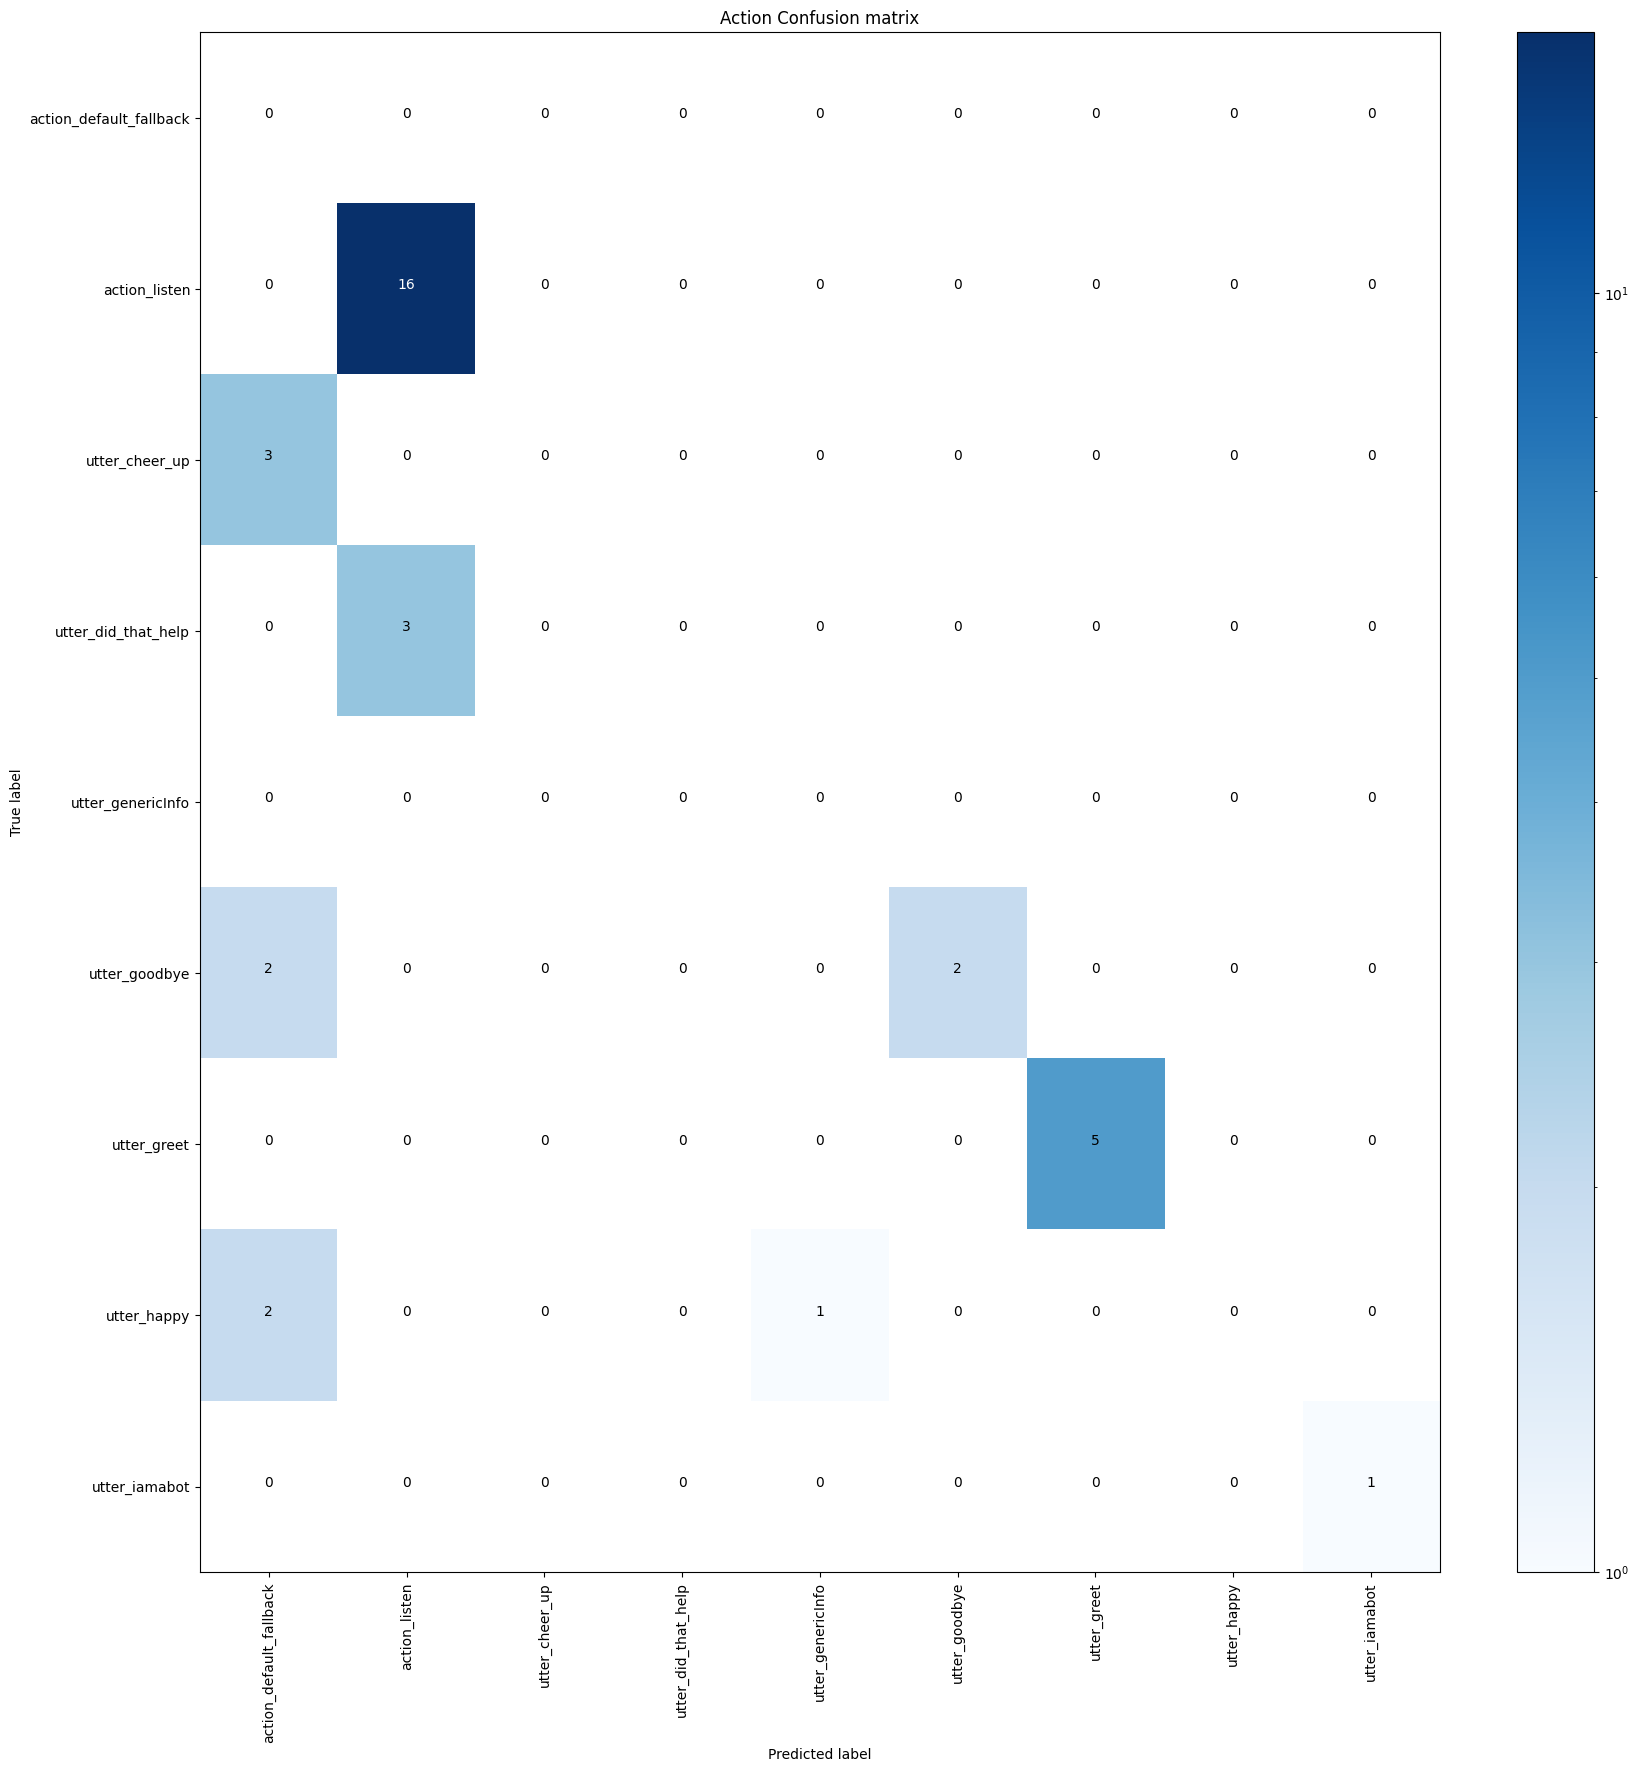 Action Confusion matrix
action_default_fallback 0 0 0 0 0 0 0 0 0
action_listen 0 16 0 0 0 0 0 0 0
utter_cheer_up 3 0 0 0 0 0 0 0 0
utter_did_that_help 0 3 0 0 0 0 0 0 0
utter_genericInfo 0 0 0 0 0 0 0 0 0
utter_goodbye 2 0 0 0 0 2 0 0 0
utter_greet 0 0 0 0 0 0 5 0 0
utter_happy 2 0 0 0 1 0 0 0 0
utter_iamabot 0 0 0 0 0 0 0 0 1
True label
action_default_fallback
action_listen
utter_cheer_up
utter_did_that_help
utter_genericInfo
utter_goodbye
utter_greet
utter_happy
utter_iamabot
Predicted label
10¹
10⁰